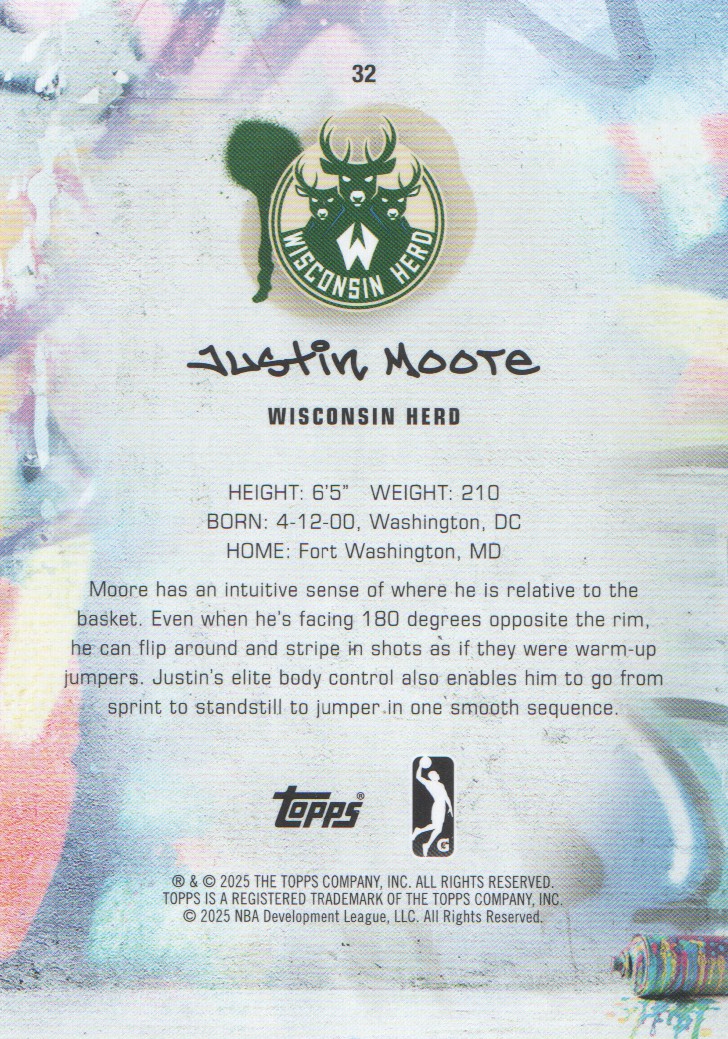 32
WISCONSIN HERD
W
Justin Moore
WISCONSIN HERD
HEIGHT: 6'5" WEIGHT: 210
BORN: 4-12-00, Washington, DC
HOME: Fort Washington, MD
Moore has an intuitive sense of where he is relative to the
basket. Even when he's facing 180 degrees opposite the rim,
he can flip around and stripe in shots as if they were warm-up
jumpers. Justin's elite body control also enables him to go from
sprint to standstill to jumper in one smooth sequence.
Topps®
G
® & © 2025 THE TOPPS COMPANY, INC. ALL RIGHTS RESERVED.
TOPPS IS A REGISTERED TRADEMARK OF THE TOPPS COMPANY, INC.
© 2025 NBA Development League, LLC. All Rights Reserved.